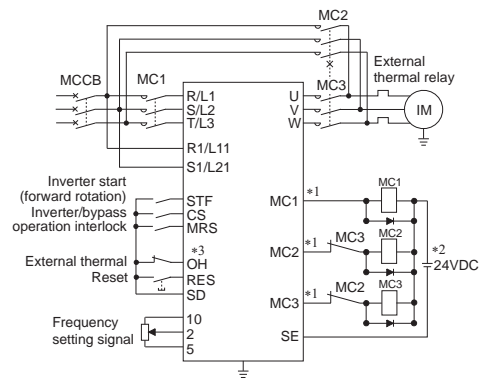 MC2
MCCB
MC1
MC3
External
thermal relay
R/L1
S/L2
T/L3
U
V
W
IM
R1/L11
S1/L21
Inverter start
(forward rotation)
Inverter/bypass
operation interlock
STF
CS
MRS
*3
External thermal
OH
Reset
RES
SD
Frequency
setting signal
10
2
5
MC1
*1
MC1
MC2
*1
MC3
MC2
*2
24VDC
MC3
*1
MC2
MC3
SE